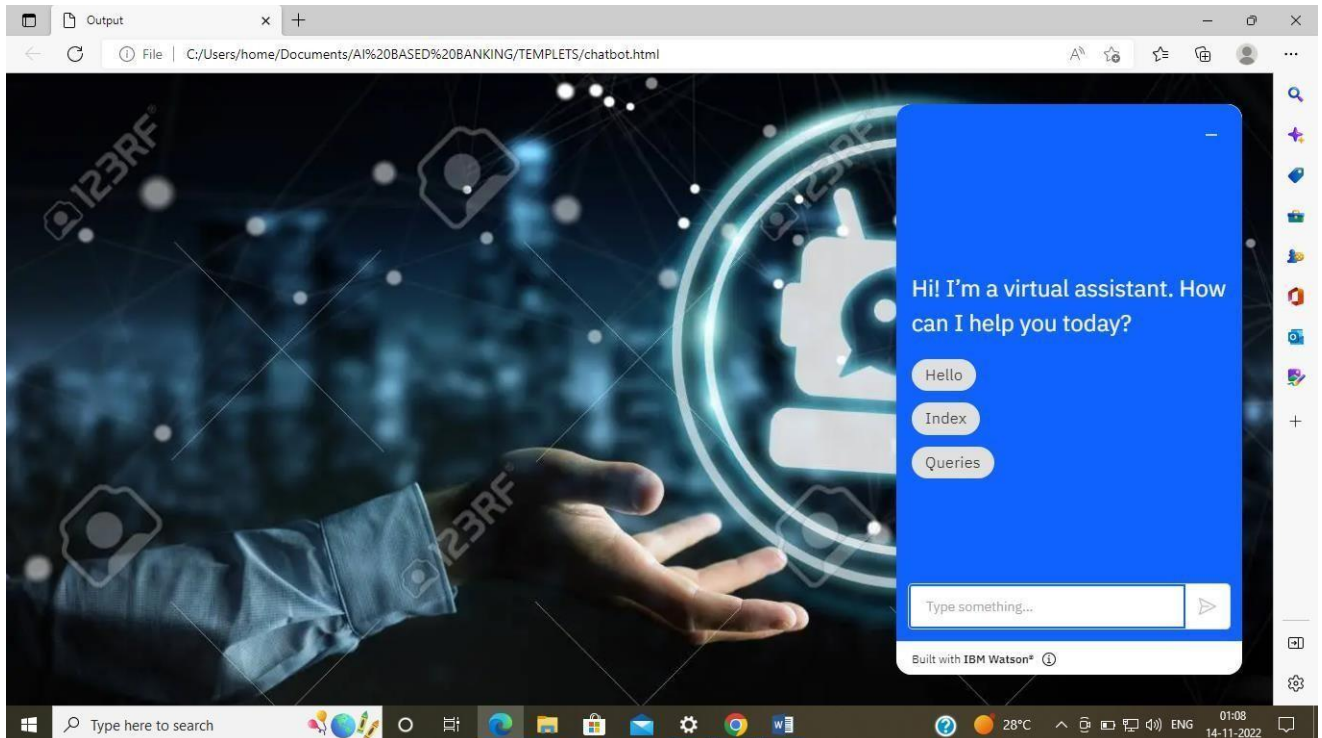 Output
File
C:/Users/home/Documents/AI%20BASED%20BANKING/TEMPLETS/chatbot.html
123RF
123RF
123RF
Hi! I'm a virtual assistant. How
can I help you today?
Hello
Index
Queries
Type something...
Built with IBM Watson®
Type here to search
28°C
ENG
01:08
14-11-2022